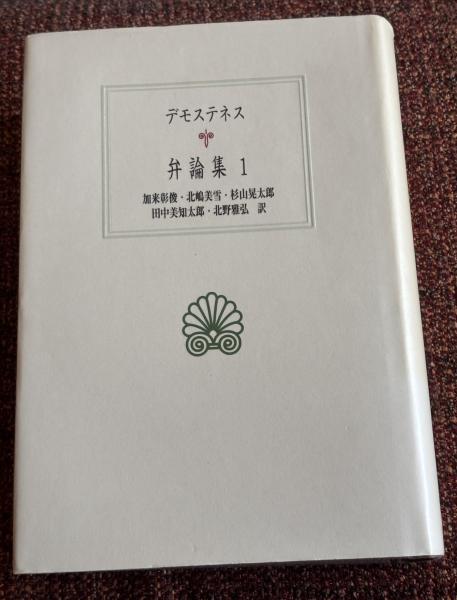 デモステネス
弁論集 1
加来彰俊・北嶋美雪・杉山晃太郎
田中美知太郎・北野雅弘 訳